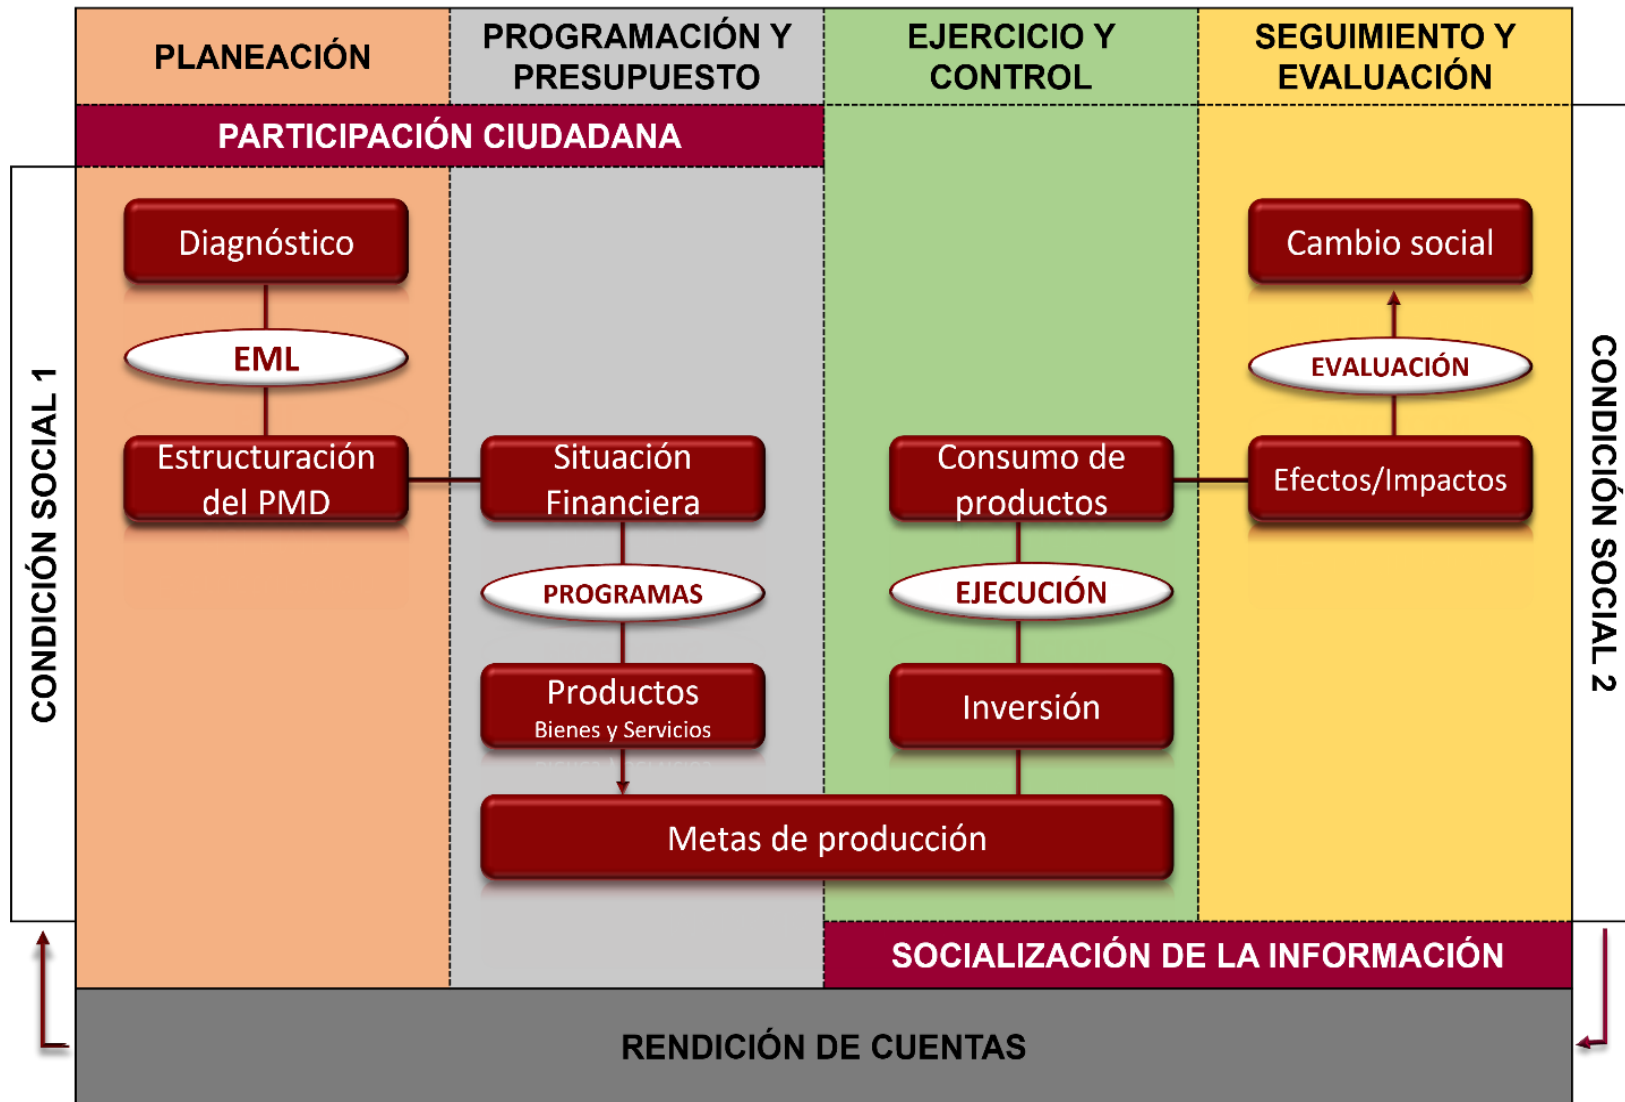 PLANEACIÓN
PROGRAMACIÓN Y
PRESUPUESTO
EJERCICIO Y
CONTROL
SEGUIMIENTO Y
EVALUACIÓN
PARTICIPACIÓN CIUDADANA
CONDICIÓN SOCIAL 1
Diagnóstico
EML
Estructuración
del PMD
Situación
Financiera
PROGRAMAS
Productos
Bienes y Servicios
Metas de producción
Inversión
EJECUCIÓN
Consumo de
productos
Efectos/Impactos
EVALUACIÓN
Cambio social
CONDICIÓN SOCIAL 2
SOCIALIZACIÓN DE LA INFORMACIÓN
RENDICIÓN DE CUENTAS